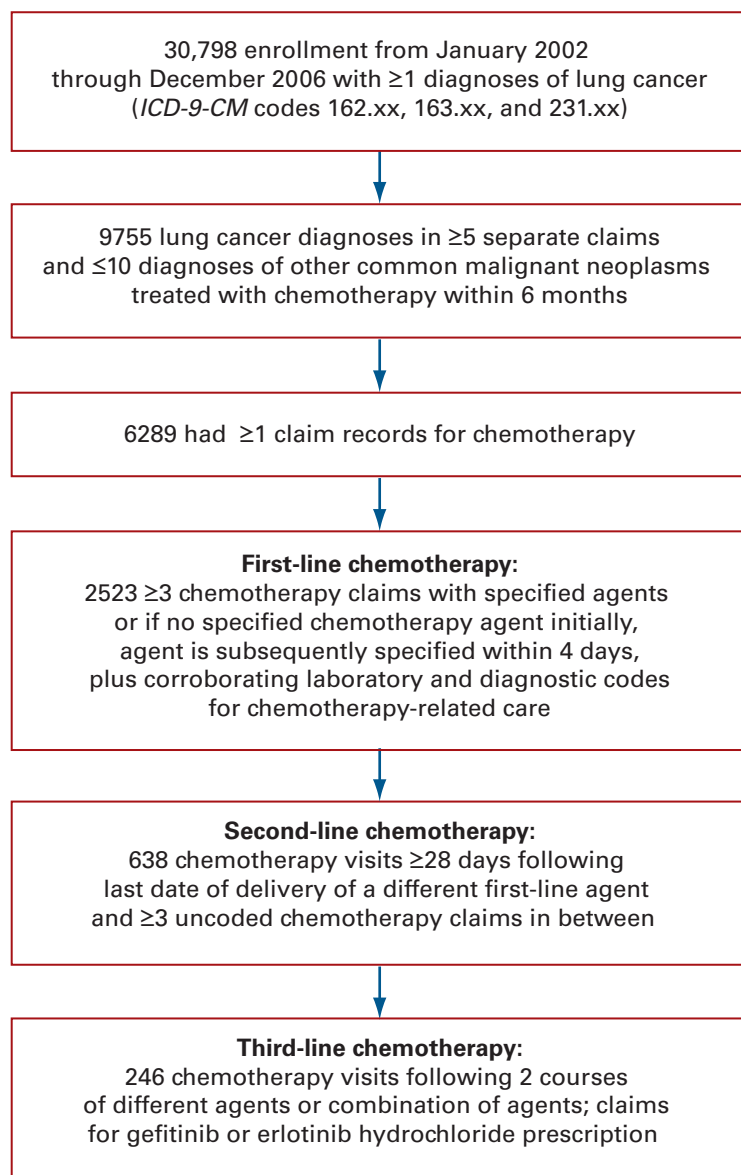 30,798 enrollment from January 2002
through December 2006 with ≥1 diagnoses of lung cancer
(ICD-9-CM codes 162.xx, 163.xx, and 231.xx)
9755 lung cancer diagnoses in ≥5 separate claims
and ≤10 diagnoses of other common malignant neoplasms
treated with chemotherapy within 6 months
6289 had ≥1 claim records for chemotherapy
First-line chemotherapy:
2523 ≥3 chemotherapy claims with specified agents
or if no specified chemotherapy agent initially,
agent is subsequently specified within 4 days,
plus corroborating laboratory and diagnostic codes
for chemotherapy-related care
Second-line chemotherapy:
638 chemotherapy visits ≥28 days following
last date of delivery of a different first-line agent
and ≥3 uncoded chemotherapy claims in between
Third-line chemotherapy:
246 chemotherapy visits following 2 courses
of different agents or combination of agents; claims
for gefitinib or erlotinib hydrochloride prescription